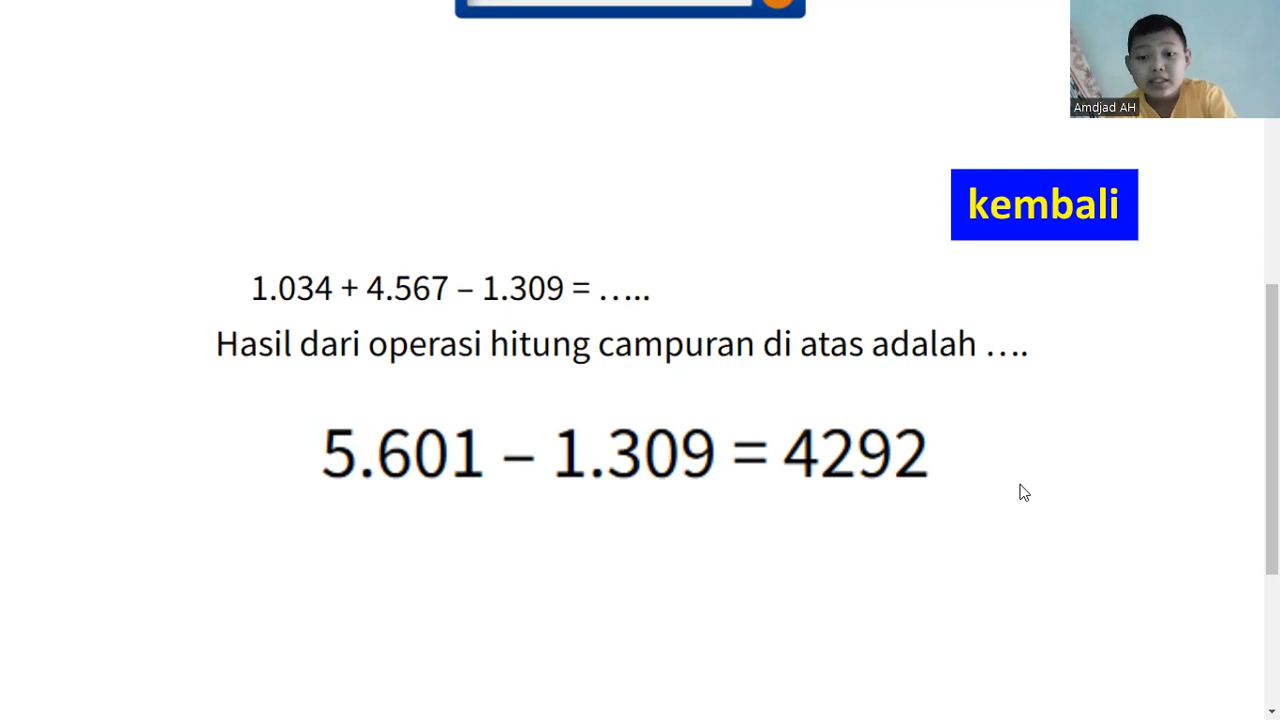 Amdjad AH
kembali
1.034 + 4.567 – 1.309 = …..
Hasil dari operasi hitung campuran di atas adalah ….
5.601 – 1.309 = 4292